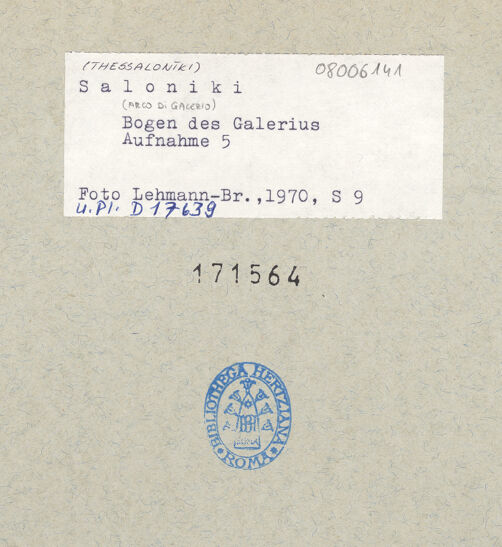 (THESSALONIKI) 08006141
Saloniki
(ARCO DI GALERIO)
Bogen des Galerius
Aufnahme 5
Foto Lehmann-Br.,1970, S 9
u.Pl. D 17639
171564
BIBLIOTHECA HERTZIANA
ROMA